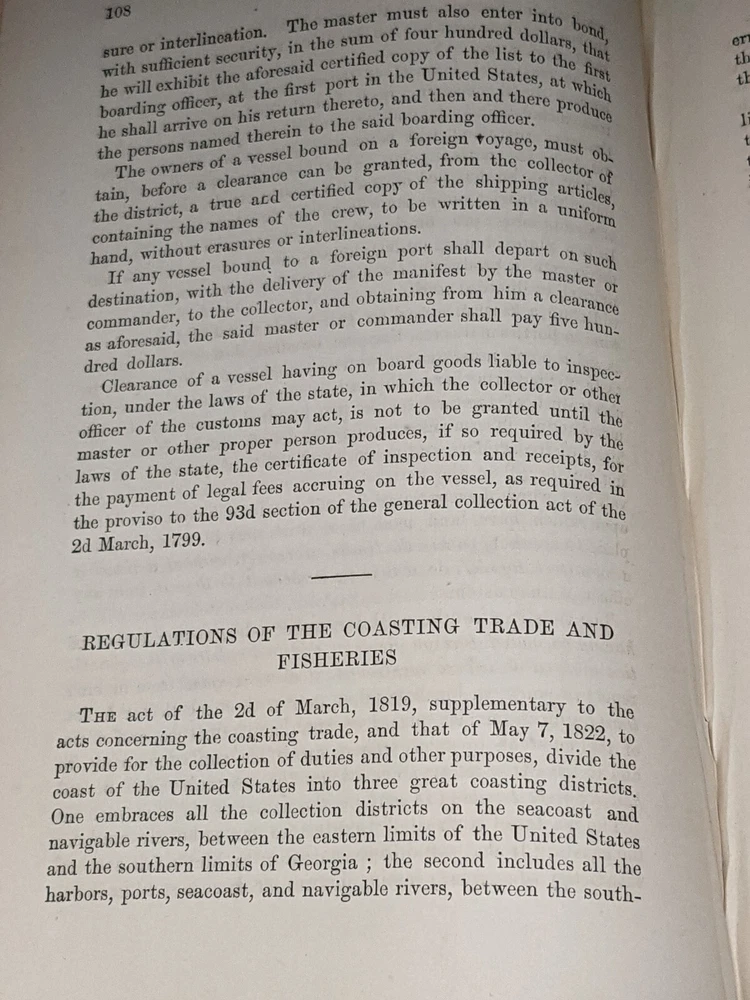 108
sure or interlineation. The master must also enter into bond,
with sufficient security, in the sum of four hundred dollars, that
he will exhibit the aforesaid certified copy of the list to the first
boarding officer, at the first port in the United States, at which
he shall arrive on his return thereto, and then and there produce
the persons named therein to the said boarding officer.
The owners of a vessel bound on a foreign voyage, must ob-
tain, before a clearance can be granted, from the collector of
the district, a true and certified copy of the shipping articles,
containing the names of the crew, to be written in a uniform
hand, without erasures or interlineations.
If any vessel bound to a foreign port shall depart on such
destination, with the delivery of the manifest by the master or
commander, to the collector, and obtaining from him a clearance
as aforesaid, the said master or commander shall pay five hun-
dred dollars.
Clearance of a vessel having on board goods liable to inspec-
tion, under the laws of the state, in which the collector or other
officer of the customs may act, is not to be granted until the
master or other proper person produces, if so required by the
laws of the state, the certificate of inspection and receipts, for
the payment of legal fees accruing on the vessel, as required in
the proviso to the 93d section of the general collection act of the
2d March, 1799.
REGULATIONS OF THE COASTING TRADE AND
FISHERIES
THE act of the 2d of March, 1819, supplementary to the
acts concerning the coasting trade, and that of May 7, 1822, to
provide for the collection of duties and other purposes, divide the
coast of the United States into three great coasting districts.
One embraces all the collection districts on the seacoast and
navigable rivers, between the eastern limits of the United States
and the southern limits of Georgia ; the second includes all the
harbors, ports, seacoast, and navigable rivers, between the south-